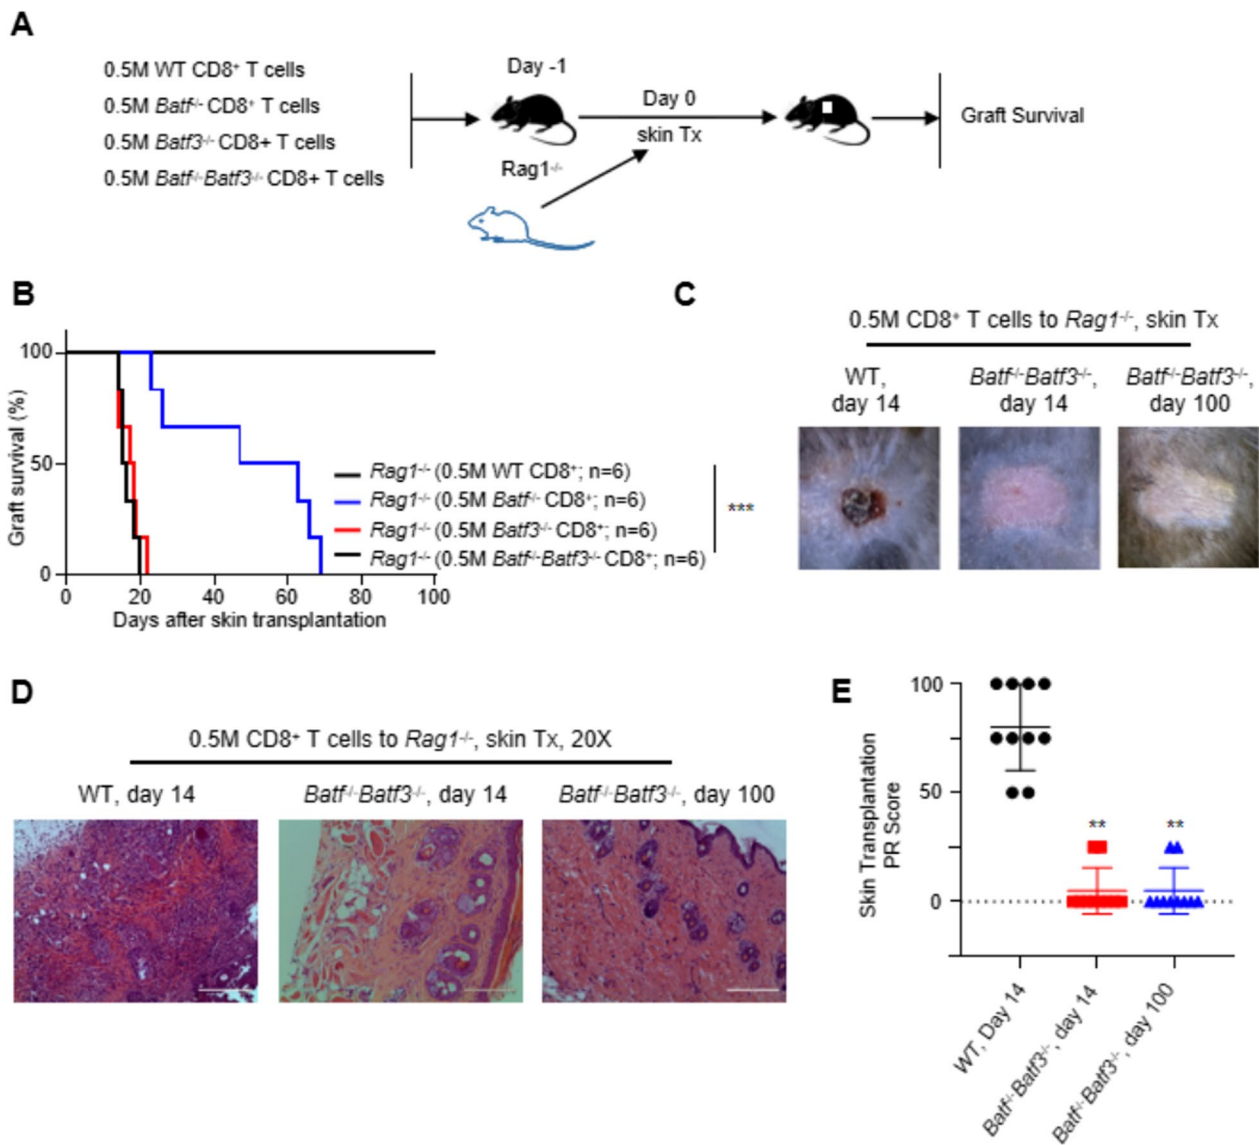 A
0.5M WT CD8⁺ T cells
0.5M Batf⁻/⁻ CD8⁺ T cells
0.5M Batf3⁻/⁻ CD8+ T cells
0.5M Batf⁻/⁻Batf3⁻/⁻ CD8+ T cells
Day -1
Rag1⁻/⁻
Day 0
skin Tx
Graft Survival
B
Graft survival (%)
100
50
0
0 20 40 60 80 100
Days after skin transplantation
Rag1⁻/⁻ (0.5M WT CD8⁺; n=6)
Rag1⁻/⁻ (0.5M Batf⁻/⁻ CD8⁺; n=6)
Rag1⁻/⁻ (0.5M Batf3⁻/⁻ CD8⁺; n=6)
Rag1⁻/⁻ (0.5M Batf⁻/⁻Batf3⁻/⁻ CD8⁺; n=6)
***
C
0.5M CD8⁺ T cells to Rag1⁻/⁻, skin Tx
WT,
day 14
Batf⁻/⁻Batf3⁻/⁻,
day 14
Batf⁻/⁻Batf3⁻/⁻,
day 100
D
0.5M CD8⁺ T cells to Rag1⁻/⁻, skin Tx, 20X
WT, day 14
Batf⁻/⁻Batf3⁻/⁻, day 14
Batf⁻/⁻Batf3⁻/⁻, day 100
E
Skin Transplantation
PR Score
100
50
0
**
**
WT, Day 14
Batf⁻/⁻Batf3⁻/⁻, day 14
Batf⁻/⁻Batf3⁻/⁻, day 100